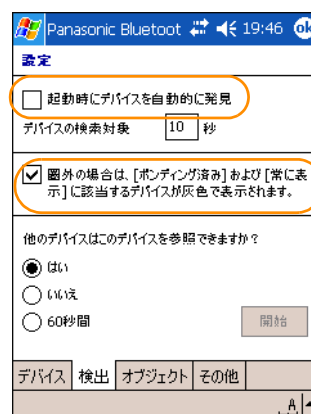 Panasonic Bluetoot 19:46 ok
設定
起動時にデバイスを自動的に発見
デバイスの検索対象 10 秒
圏外の場合は、[ボンディング済み] および [常に表
示] に該当するデバイスが灰色で表示されます。
他のデバイスはこのデバイスを参照できますか?
はい
いいえ
60秒間 開始
デバイス 検出 オブジェクト その他
A